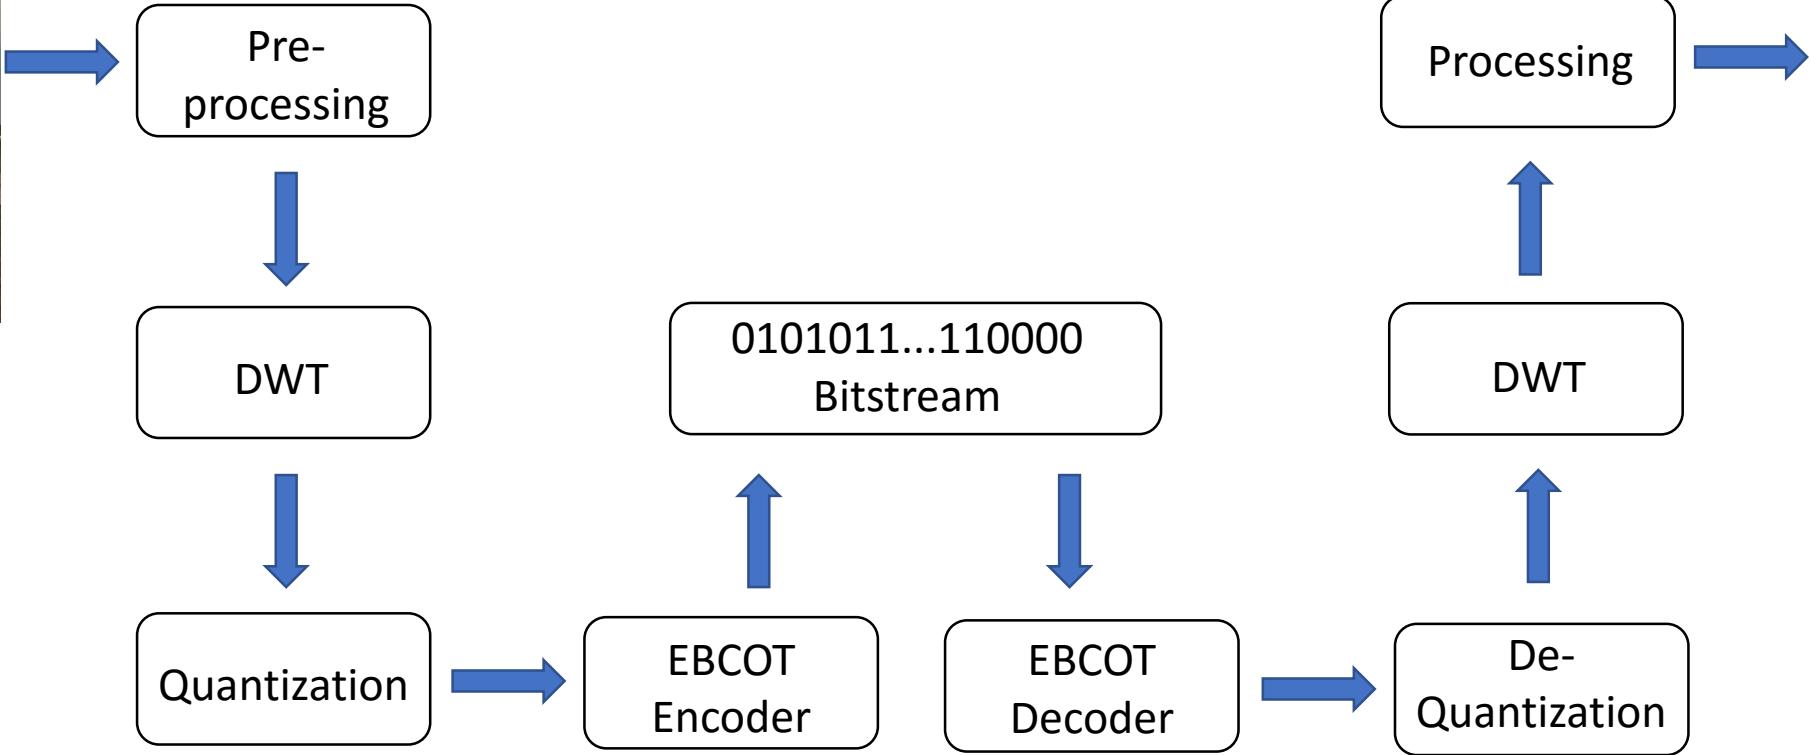 Pre-
processing
DWT
Quantization
EBCOT
Encoder
0101011...110000
Bitstream
EBCOT
Decoder
De-
Quantization
DWT
Processing